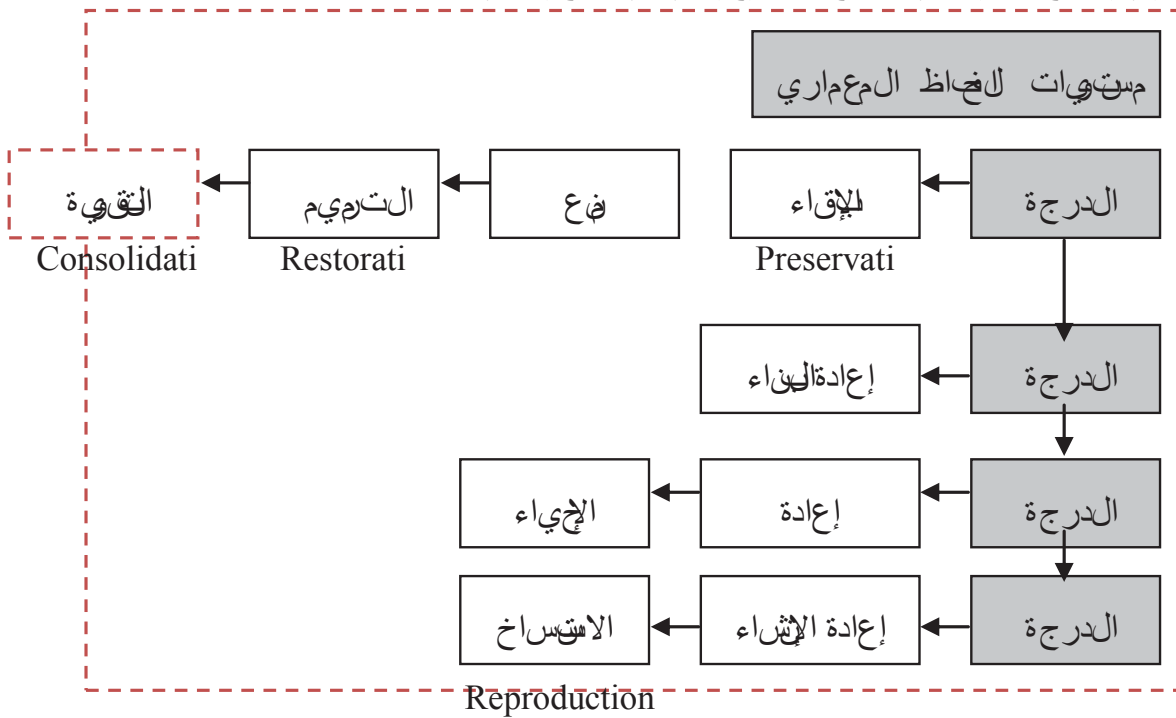 مستويات الحفاظ المعماري
الدرجة
الإبقاء
منع
الترميم
التقوية
Preservati
Restorati
Consolidati
الدرجة
إعادة البناء
الدرجة
إعادة
الإحياء
الدرجة
إعادة الإنشاء
الاستنساخ
Reproduction